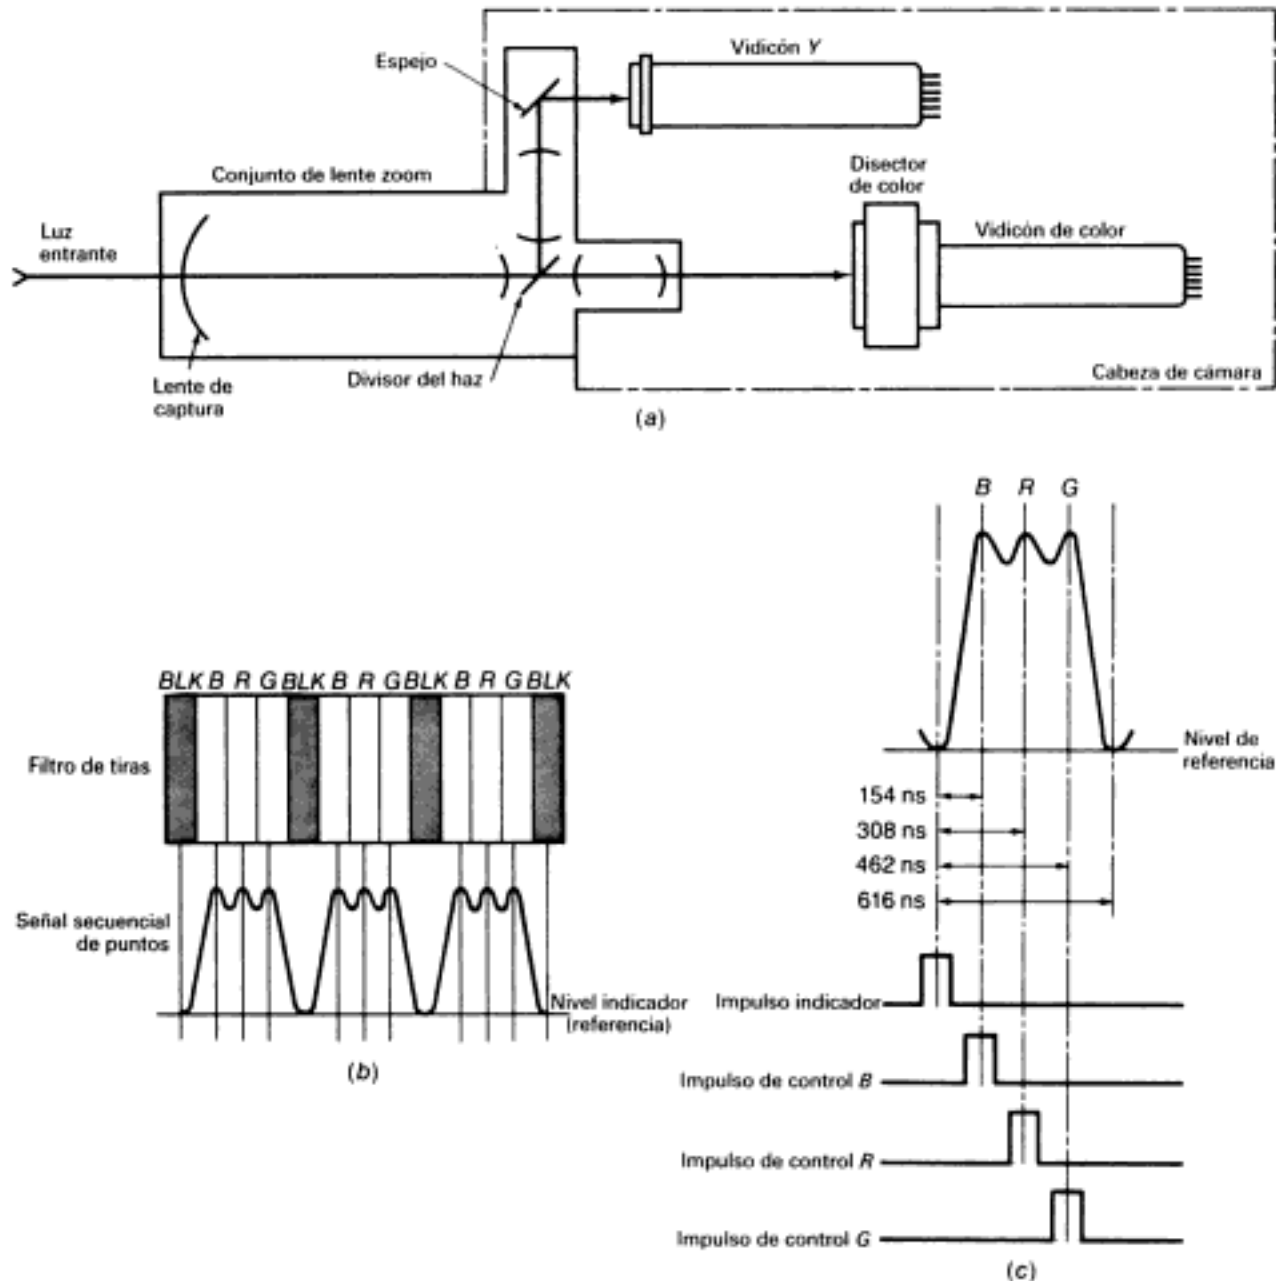 Espejo
Vidicón Y
Conjunto de lente zoom
Disector
de color
Vidicón de color
Luz
entrante
Lente de
captura
Divisor del haz
Cabeza de cámara
(a)
BLK B R G BLK B R G BLK B R G BLK
Filtro de tiras
Señal secuencial
de puntos
Nivel indicador
(referencia)
(b)
B R G
Nivel de
referencia
154 ns
308 ns
462 ns
616 ns
Impulso indicador
Impulso de control B
Impulso de control R
Impulso de control G
(c)